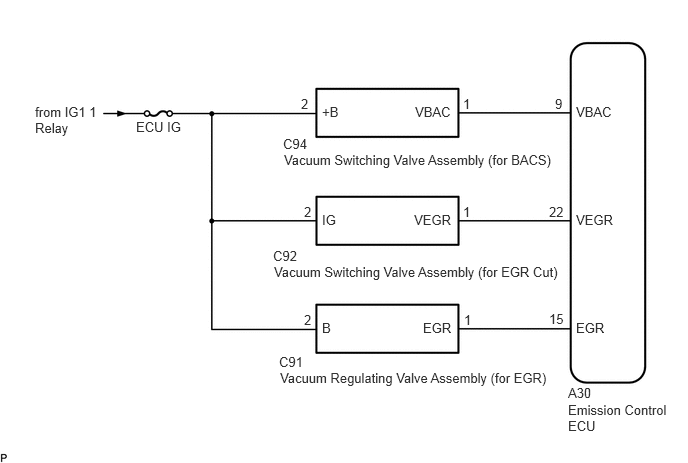 from IG1 1
Relay
ECU IG
2 +B VBAC 1 9 VBAC
C94
Vacuum Switching Valve Assembly (for BACS)
2 IG VEGR 1 22 VEGR
C92
Vacuum Switching Valve Assembly (for EGR Cut)
2 B EGR 1 15 EGR
C91
Vacuum Regulating Valve Assembly (for EGR)
A30
Emission Control
ECU
P